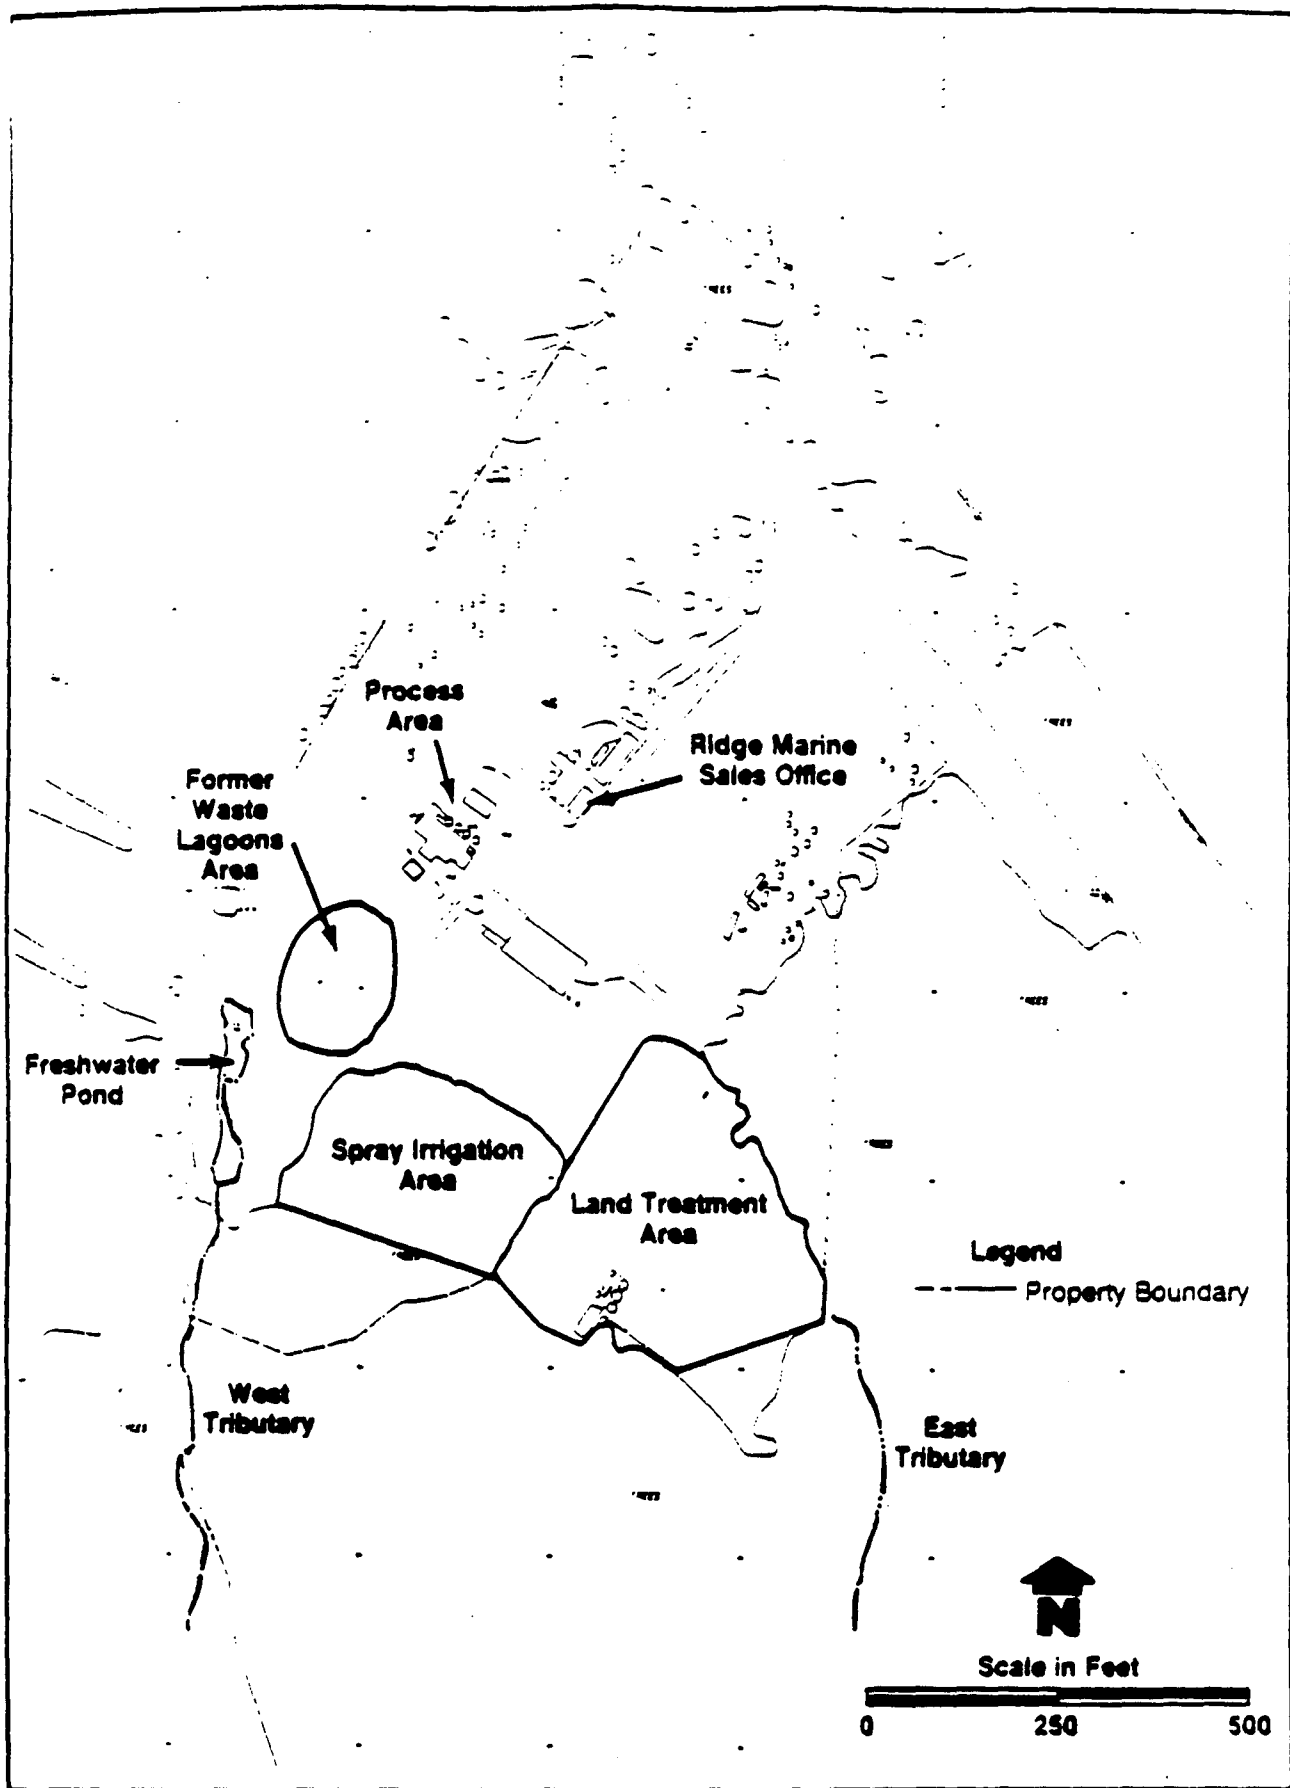 Process
Area
Ridge Marine
Sales Office
Former
Waste
Lagoons
Area
Freshwater
Pond
Spray Irrigation
Area
Land Treatment
Area
Legend
Property Boundary
West
Tributary
East
Tributary
N
Scale in Feet
0 250 500